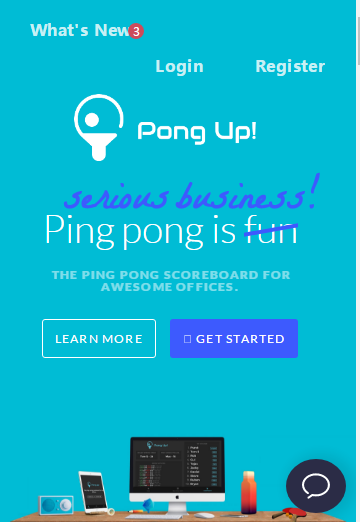 What's New 3
Login Register
Pong Up!
serious business!
Ping pong is fun
THE PING PONG SCOREBOARD FOR
AWESOME OFFICES.
LEARN MORE GET STARTED